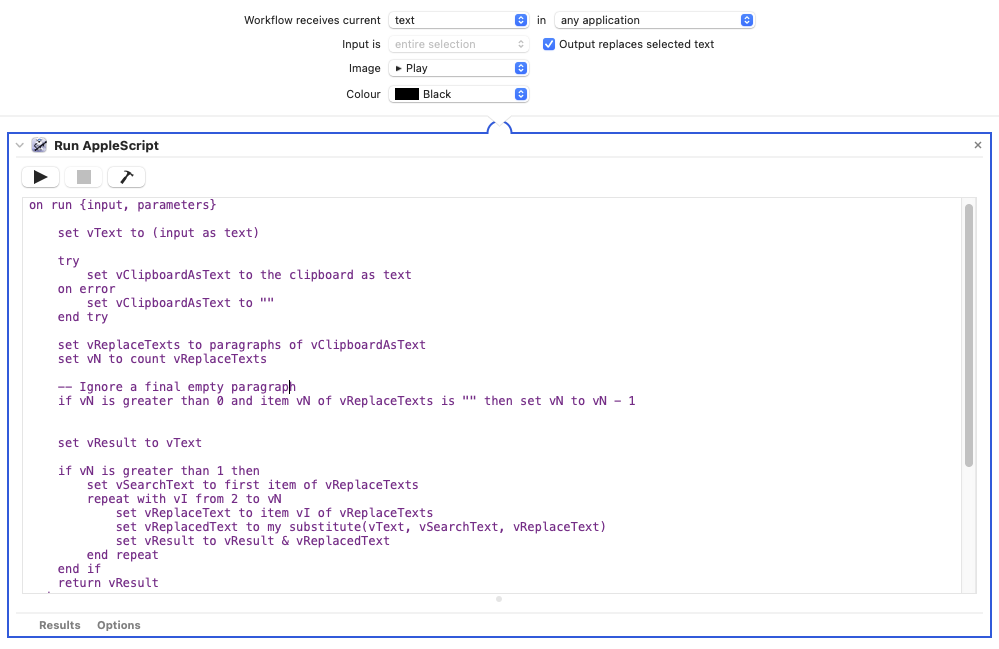 Workflow receives current text in any application
Input is entire selection Output replaces selected text
Image Play
Colour Black
Run AppleScript
on run {input, parameters}
set vText to (input as text)
try
set vClipboardAsText to the clipboard as text
on error
set vClipboardAsText to ""
end try
set vReplaceTexts to paragraphs of vClipboardAsText
set vN to count vReplaceTexts
-- Ignore a final empty paragraph
if vN is greater than 0 and item vN of vReplaceTexts is "" then set vN to vN - 1
set vResult to vText
if vN is greater than 1 then
set vSearchText to first item of vReplaceTexts
repeat with vI from 2 to vN
set vReplaceText to item vI of vReplaceTexts
set vReplacedText to my substitute(vText, vSearchText, vReplaceText)
set vResult to vResult & vReplacedText
end repeat
end if
return vResult
Results Options